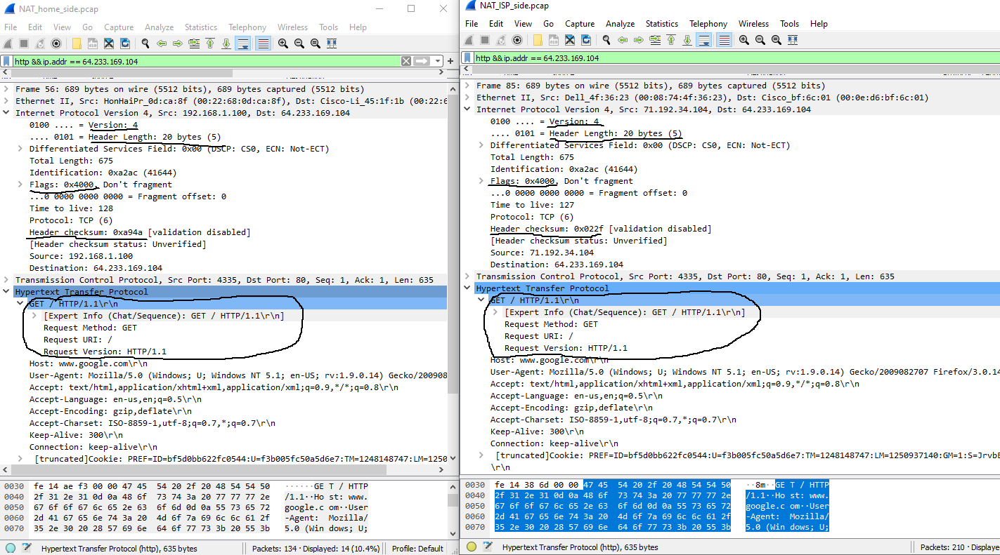 NAT_home_side.pcap
File Edit View Go Capture Analyze Statistics Telephony Wireless Tools Help
http && ip.addr == 64.233.169.104
Frame 56: 689 bytes on wire (5512 bits), 689 bytes captured (5512 bits)
Ethernet II, Src: HonHaiPr_0d:ca:8f (00:22:68:0d:ca:8f), Dst: Cisco-Li_45:1f:1b (00:22:6
Internet Protocol Version 4, Src: 192.168.1.100, Dst: 64.233.169.104
0100 .... = Version: 4
.... 0101 = Header Length: 20 bytes (5)
Differentiated Services Field: 0x00 (DSCP: CS0, ECN: Not-ECT)
Total Length: 675
Identification: 0xa2ac (41644)
Flags: 0x4000, Don't fragment
...0 0000 0000 0000 = Fragment offset: 0
Time to live: 128
Protocol: TCP (6)
Header checksum: 0xa94a [validation disabled]
[Header checksum status: Unverified]
Source: 192.168.1.100
Destination: 64.233.169.104
Transmission Control Protocol, Src Port: 4335, Dst Port: 80, Seq: 1, Ack: 1, Len: 635
Hypertext Transfer Protocol
GET / HTTP/1.1\r\n
[Expert Info (Chat/Sequence): GET / HTTP/1.1\r\n]
Request Method: GET
Request URI: /
Request Version: HTTP/1.1
Host: www.google.com\r\n
User-Agent: Mozilla/5.0 (Windows; U; Windows NT 5.1; en-US; rv:1.9.0.14) Gecko/20090827
Accept: text/html,application/xhtml+xml,application/xml;q=0.9,*/*;q=0.8\r\n
Accept-Language: en-us,en;q=0.5\r\n
Accept-Encoding: gzip,deflate\r\n
Accept-Charset: ISO-8859-1,utf-8;q=0.7,*;q=0.7\r\n
Keep-Alive: 300\r\n
Connection: keep-alive\r\n
[truncated]Cookie: PREF=ID=bf5d0bb622fc0544:U=f3b005fc50a5d6e7:TM=1248148747:LM=1250
0030 fe 14 ae f3 00 00 47 45 54 20 2f 20 48 54 54 50 ······GE T / HTTP
0040 2f 31 2e 31 0d 0a 48 6f 73 74 3a 20 77 77 77 2e /1.1··Ho st: www.
0050 67 6f 6f 67 6c 65 2e 63 6f 6d 0d 0a 55 73 65 72 google.c om··User
0060 2d 41 67 65 6e 74 3a 20 4d 6f 7a 69 6c 6c 61 2f -Agent: Mozilla/
0070 35 2e 30 20 28 57 69 6e 64 6f 77 73 3b 20 55 3b 5.0 (Win dows; U;
Hypertext Transfer Protocol (http), 635 bytes Packets: 134 · Displayed: 14 (10.4%) Profile: Default
NAT_ISP_side.pcap
File Edit View Go Capture Analyze Statistics Telephony Wireless Tools Help
http && ip.addr == 64.233.169.104
Frame 85: 689 bytes on wire (5512 bits), 689 bytes captured (5512 bits)
Ethernet II, Src: Dell_4f:36:23 (00:08:74:4f:36:23), Dst: Cisco_bf:6c:01 (00:0e:d6:bf:6c:01)
Internet Protocol Version 4, Src: 71.192.34.104, Dst: 64.233.169.104
0100 .... = Version: 4
.... 0101 = Header Length: 20 bytes (5)
Differentiated Services Field: 0x00 (DSCP: CS0, ECN: Not-ECT)
Total Length: 675
Identification: 0xa2ac (41644)
Flags: 0x4000, Don't fragment
...0 0000 0000 0000 = Fragment offset: 0
Time to live: 127
Protocol: TCP (6)
Header checksum: 0x022f [validation disabled]
[Header checksum status: Unverified]
Source: 71.192.34.104
Destination: 64.233.169.104
Transmission Control Protocol, Src Port: 4335, Dst Port: 80, Seq: 1, Ack: 1, Len: 635
Hypertext Transfer Protocol
GET / HTTP/1.1\r\n
[Expert Info (Chat/Sequence): GET / HTTP/1.1\r\n]
Request Method: GET
Request URI: /
Request Version: HTTP/1.1
Host: www.google.com\r\n
User-Agent: Mozilla/5.0 (Windows; U; Windows NT 5.1; en-US; rv:1.9.0.14) Gecko/2009082707 Firefox/3.0.14
Accept: text/html,application/xhtml+xml,application/xml;q=0.9,*/*;q=0.8\r\n
Accept-Language: en-us,en;q=0.5\r\n
Accept-Encoding: gzip,deflate\r\n
Accept-Charset: ISO-8859-1,utf-8;q=0.7,*;q=0.7\r\n
Keep-Alive: 300\r\n
Connection: keep-alive\r\n
[truncated]Cookie: PREF=ID=bf5d0bb622fc0544:U=f3b005fc50a5d6e7:TM=1248148747:LM=1250937140:GM=1:S=JrvbE
\r\n
0030 fe 14 38 6d 00 00 47 45 54 20 2f 20 48 54 54 50 ··8m··GE T / HTTP
0040 2f 31 2e 31 0d 0a 48 6f 73 74 3a 20 77 77 77 2e /1.1··Ho st: www.
0050 67 6f 6f 67 6c 65 2e 63 6f 6d 0d 0a 55 73 65 72 google.c om··User
0060 2d 41 67 65 6e 74 3a 20 4d 6f 7a 69 6c 6c 61 2f -Agent: Mozilla/
0070 35 2e 30 20 28 57 69 6e 64 6f 77 73 3b 20 55 3b 5.0 (Win dows; U;
Hypertext Transfer Protocol (http), 635 bytes Packets: 210 · Displaye